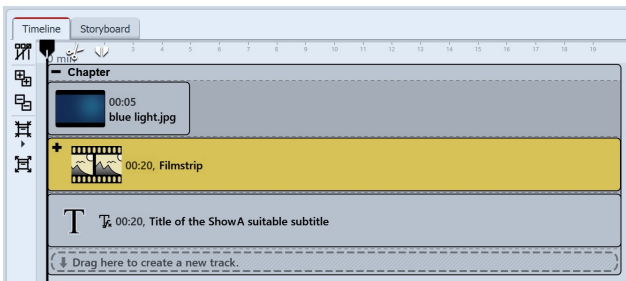 Timeline Storyboard
0 min 3 4 5 6 7 8 9 10 11 12 13 14 15 16 17 18 19
Chapter
00:05
blue light.jpg
00:20, Filmstrip
T Tx 00:20, Title of the ShowA suitable subtitle
Drag here to create a new track.